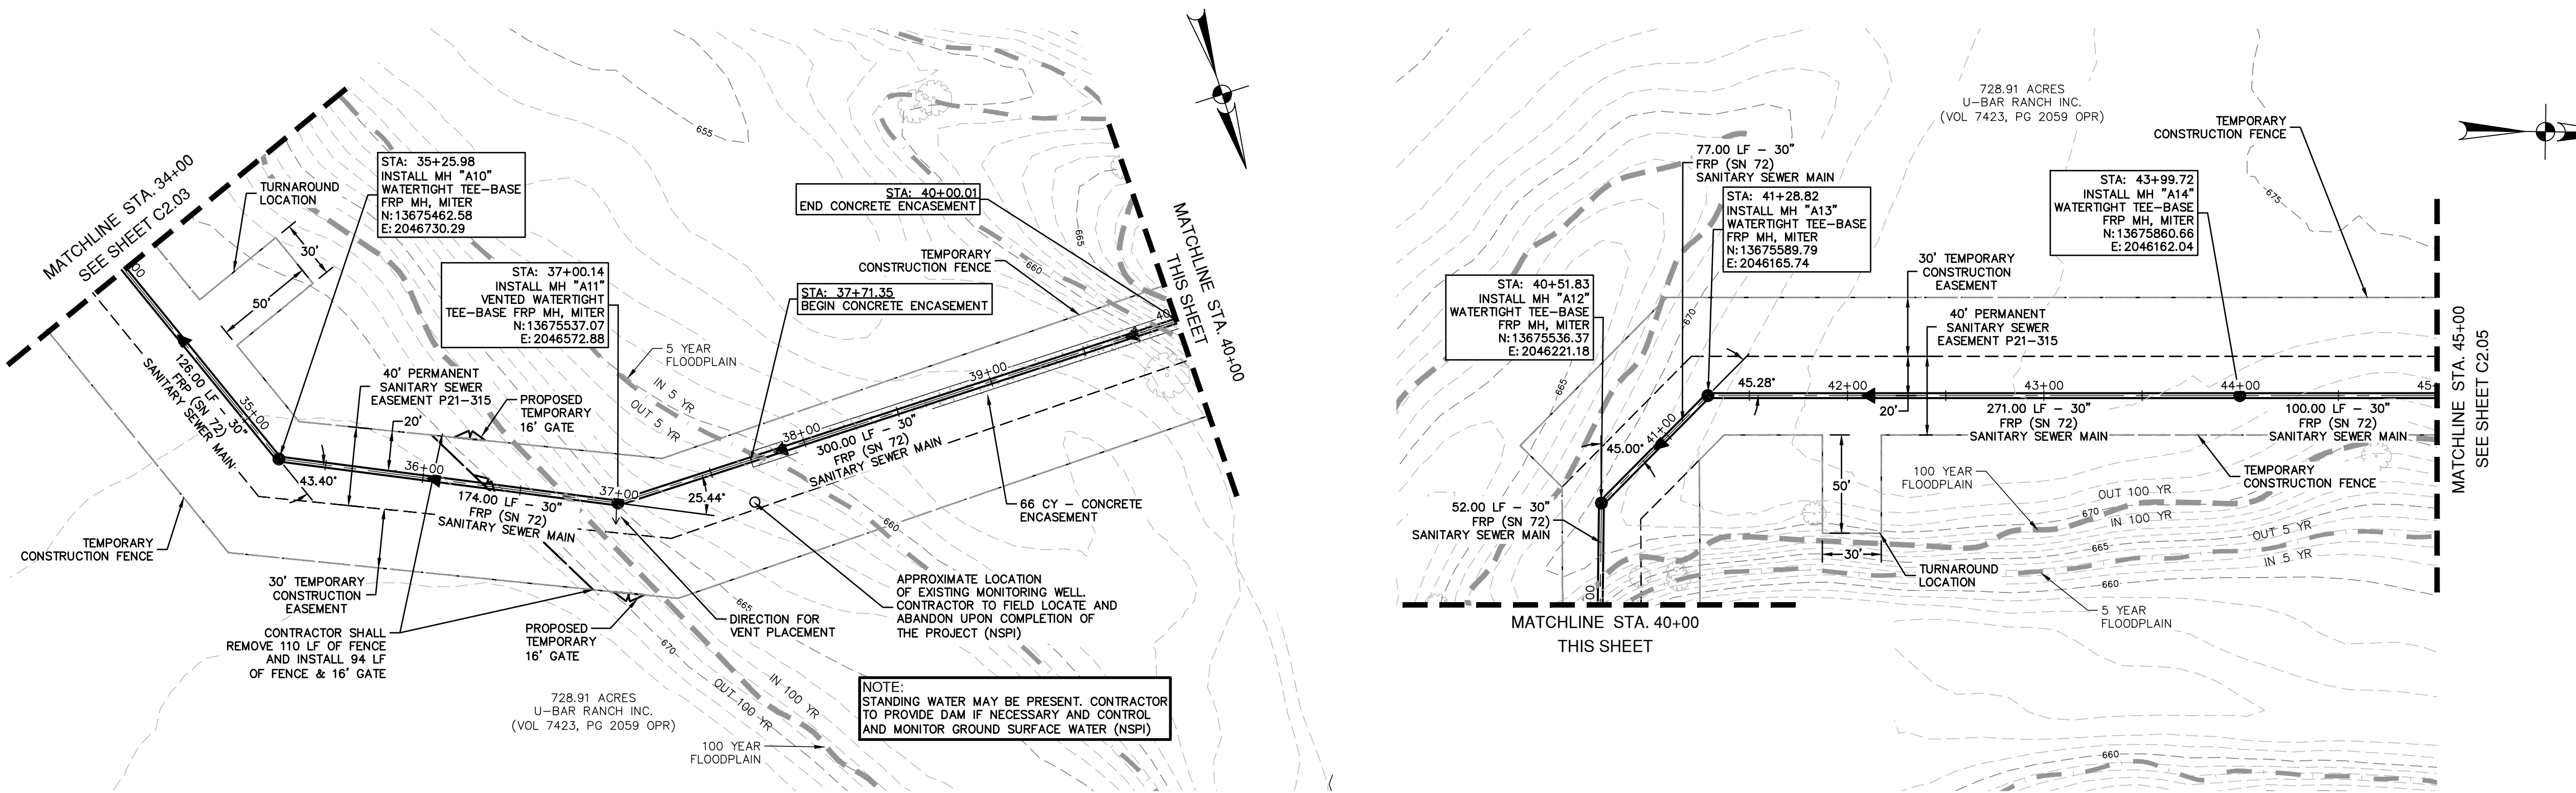 MATCHLINE STA. 34+00
SEE SHEET C2.03
TURNAROUND
LOCATION
30'
50'
STA: 35+25.98
INSTALL MH "A10"
WATERTIGHT TEE-BASE
FRP MH, MITER
N:13675462.58
E:2046730.29
655
STA: 37+00.14
INSTALL MH "A11"
VENTED WATERTIGHT
TEE-BASE FRP MH, MITER
N:13675537.07
E:2046572.88
STA: 40+00.01
END CONCRETE ENCASEMENT
TEMPORARY
CONSTRUCTION FENCE
STA: 37+71.35
BEGIN CONCRETE ENCASEMENT
665
660
MATCHLINE STA. 40+00
THIS SHEET
40
5 YEAR
FLOODPLAIN
IN 5 YR
OUT 5 YR
00
126.00 LF - 30"
FRP (SN 72)
SANITARY SEWER MAIN
35+00
40' PERMANENT
SANITARY SEWER
EASEMENT P21-315
20'
PROPOSED
TEMPORARY
16' GATE
43.40°
36+00
174.00 LF - 30"
FRP (SN 72)
SANITARY SEWER MAIN
37+00
25.44°
38+00
300.00 LF - 30"
FRP (SN 72)
SANITARY SEWER MAIN
39+00
66 CY - CONCRETE
ENCASEMENT
660
TEMPORARY
CONSTRUCTION FENCE
30' TEMPORARY
CONSTRUCTION
EASEMENT
CONTRACTOR SHALL
REMOVE 110 LF OF FENCE
AND INSTALL 94 LF
OF FENCE & 16' GATE
PROPOSED
TEMPORARY
16' GATE
665
670
DIRECTION FOR
VENT PLACEMENT
APPROXIMATE LOCATION
OF EXISTING MONITORING WELL.
CONTRACTOR TO FIELD LOCATE AND
ABANDON UPON COMPLETION OF
THE PROJECT (NSPI)
728.91 ACRES
U-BAR RANCH INC.
(VOL 7423, PG 2059 OPR)
OUT 100 YR
IN 100 YR
100 YEAR
FLOODPLAIN
NOTE:
STANDING WATER MAY BE PRESENT. CONTRACTOR
TO PROVIDE DAM IF NECESSARY AND CONTROL
AND MONITOR GROUND SURFACE WATER (NSPI)
728.91 ACRES
U-BAR RANCH INC.
(VOL 7423, PG 2059 OPR)
TEMPORARY
CONSTRUCTION FENCE
77.00 LF - 30"
FRP (SN 72)
SANITARY SEWER MAIN
STA: 41+28.82
INSTALL MH "A13"
WATERTIGHT TEE-BASE
FRP MH, MITER
N:13675589.79
E:2046165.74
STA: 43+99.72
INSTALL MH "A14"
WATERTIGHT TEE-BASE
FRP MH, MITER
N:13675860.66
E:2046162.04
675
STA: 40+51.83
INSTALL MH "A12"
WATERTIGHT TEE-BASE
FRP MH, MITER
N:13675536.37
E:2046221.18
670
665
30' TEMPORARY
CONSTRUCTION
EASEMENT
40' PERMANENT
SANITARY SEWER
EASEMENT P21-315
MATCHLINE STA. 45+00
SEE SHEET C2.05
45.28°
42+00
20'
43+00
44+00
45+
271.00 LF - 30"
FRP (SN 72)
SANITARY SEWER MAIN
100.00 LF - 30"
FRP (SN 72)
SANITARY SEWER MAIN
41+00
45.00°
52.00 LF - 30"
FRP (SN 72)
SANITARY SEWER MAIN
00
50'
30'
100 YEAR
FLOODPLAIN
TEMPORARY
CONSTRUCTION FENCE
OUT 100 YR
670
IN 100 YR
665
OUT 5 YR
IN 5 YR
TURNAROUND
LOCATION
660
5 YEAR
FLOODPLAIN
MATCHLINE STA. 40+00
THIS SHEET
660